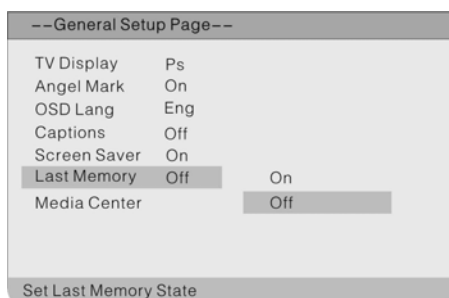 --General Setup Page--
TV Display Ps
Angel Mark On
OSD Lang Eng
Captions Off
Screen Saver On
Last Memory Off On
Media Center Off
Set Last Memory State